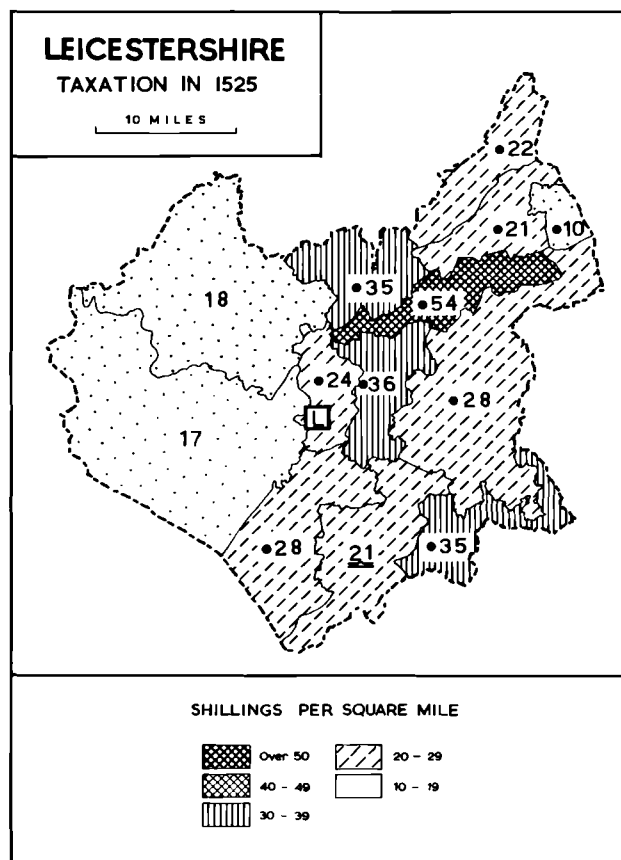 LEICESTERSHIRE
TAXATION IN 1525
10 MILES
22
21
10
35
18
54
24
36
28
L
17
28
21
35
SHILLINGS PER SQUARE MILE
Over 50
20 - 29
40 - 49
10 - 19
30 - 39